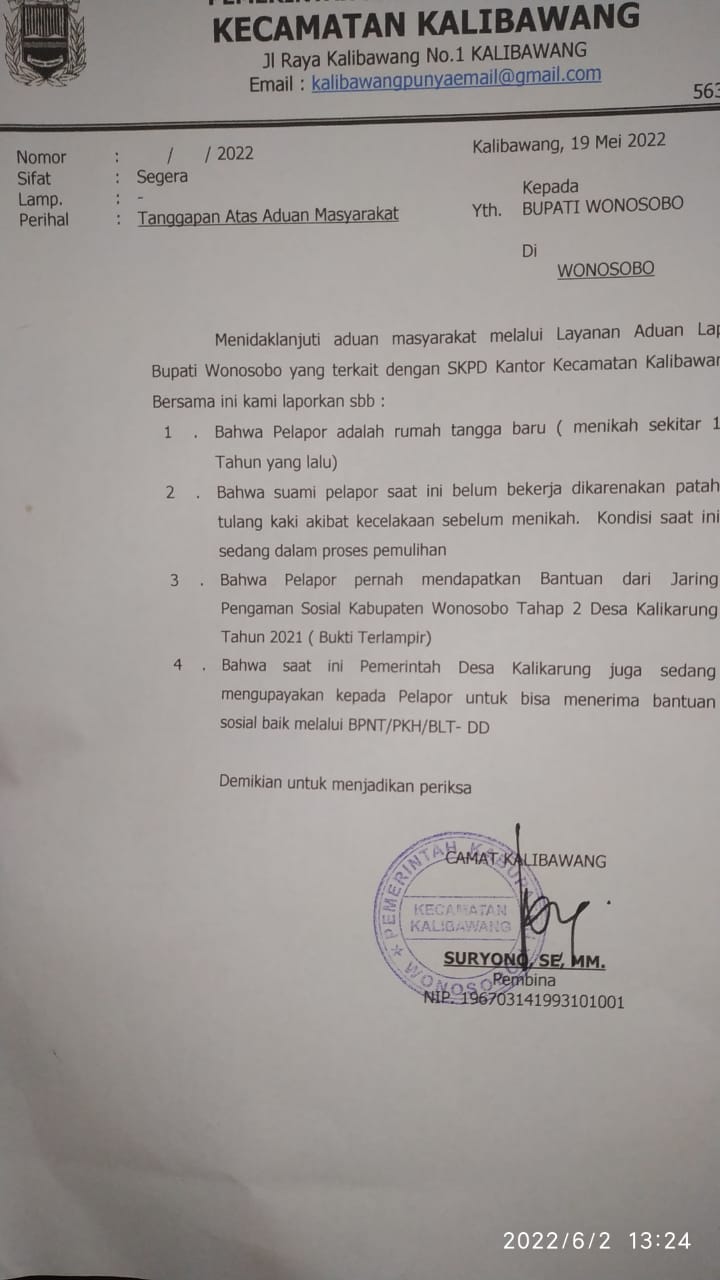 KECAMATAN KALIBAWANG
Jl Raya Kalibawang No.1 KALIBAWANG
Email : kalibawangpunyaemail@gmail.com
563
Nomor : / / 2022
Kalibawang, 19 Mei 2022
Sifat : Segera
Lamp. : -
Perihal : Tanggapan Atas Aduan Masyarakat
Kepada
Yth. BUPATI WONOSOBO
Di
WONOSOBO
Menidaklanjuti aduan masyarakat melalui Layanan Aduan Lap
Bupati Wonosobo yang terkait dengan SKPD Kantor Kecamatan Kalibawan
Bersama ini kami laporkan sbb :
1 . Bahwa Pelapor adalah rumah tangga baru ( menikah sekitar 1
Tahun yang lalu)
2 . Bahwa suami pelapor saat ini belum bekerja dikarenakan patah
tulang kaki akibat kecelakaan sebelum menikah. Kondisi saat ini
sedang dalam proses pemulihan
3 . Bahwa Pelapor pernah mendapatkan Bantuan dari Jaring
Pengaman Sosial Kabupaten Wonosobo Tahap 2 Desa Kalikarung
Tahun 2021 ( Bukti Terlampir)
4 . Bahwa saat ini Pemerintah Desa Kalikarung juga sedang
mengupayakan kepada Pelapor untuk bisa menerima bantuan
sosial baik melalui BPNT/PKH/BLT- DD
Demikian untuk menjadikan periksa
CAMAT KALIBAWANG
PEMERINTAH KABUPATEN
KECAMATAN
KALIBAWANG
WONOSOBO
SURYONO, SE, MM.
Pembina
NIP. 196703141993101001
2022/6/2 13:24